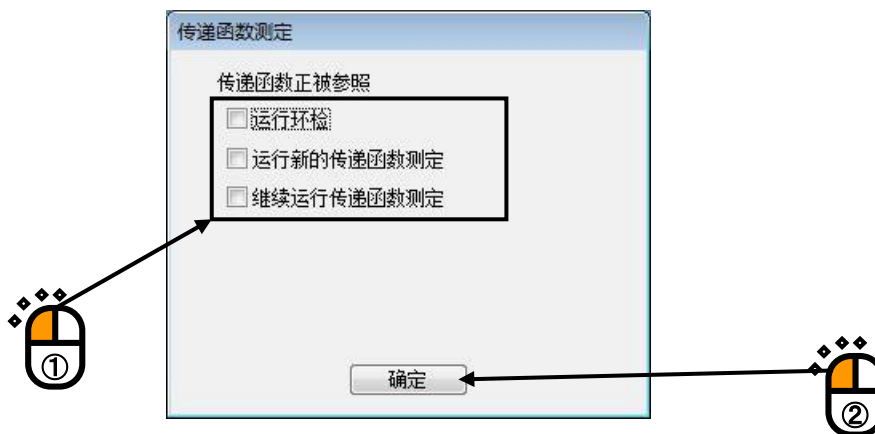 传递函数测定
传递函数正被参照
运行环检
运行新的传递函数测定
继续运行传递函数测定
①
确定
②